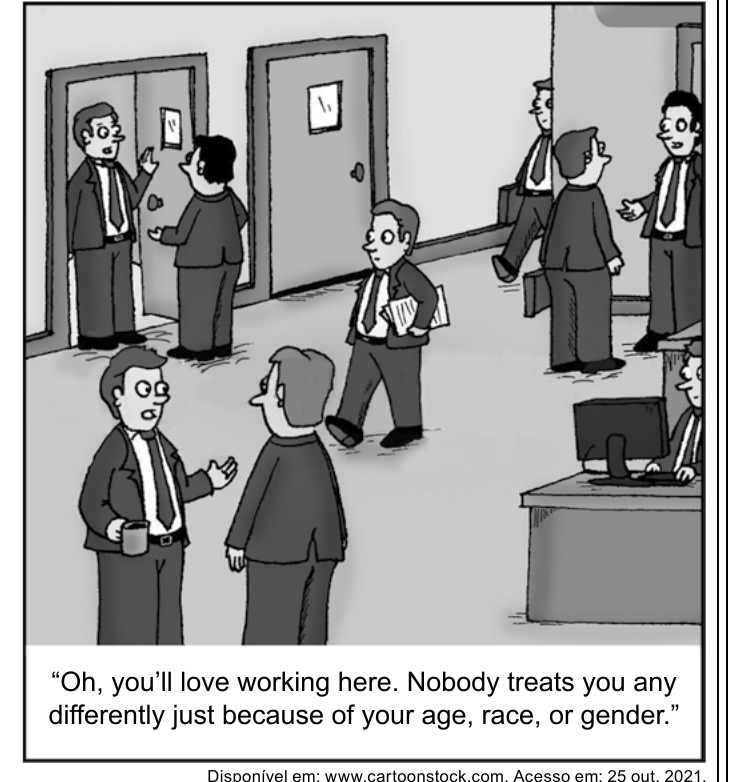 “Oh, you’ll love working here. Nobody treats you any
differently just because of your age, race, or gender.”
Disponível em: www.cartoonstock.com. Acesso em: 25 out. 2021.